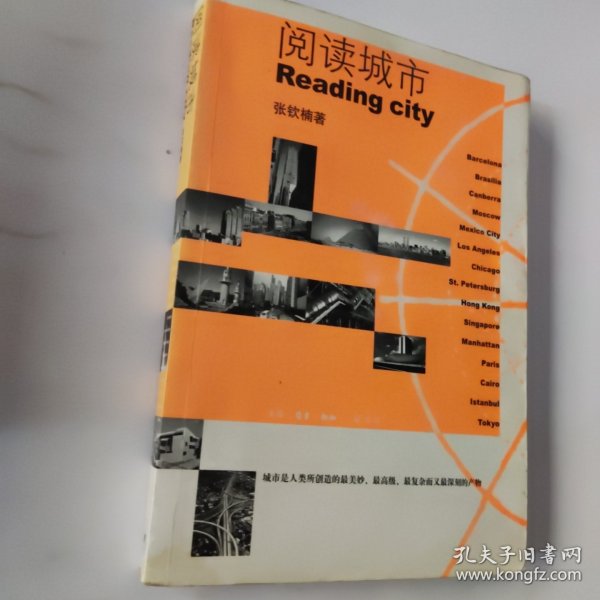 阅读城市
Reading city
张钦楠著
Barcelona
Brasilia
Canberra
Moscow
Mexico City
Los Angeles
Chicago
St. Petersburg
Hong Kong
Singapore
Manhattan
Paris
Cairo
Istanbul
Tokyo
城市是人类所创造的最美妙、最高级、最复杂而又最深刻的产物
孔夫子旧书网
www.kongfz.com